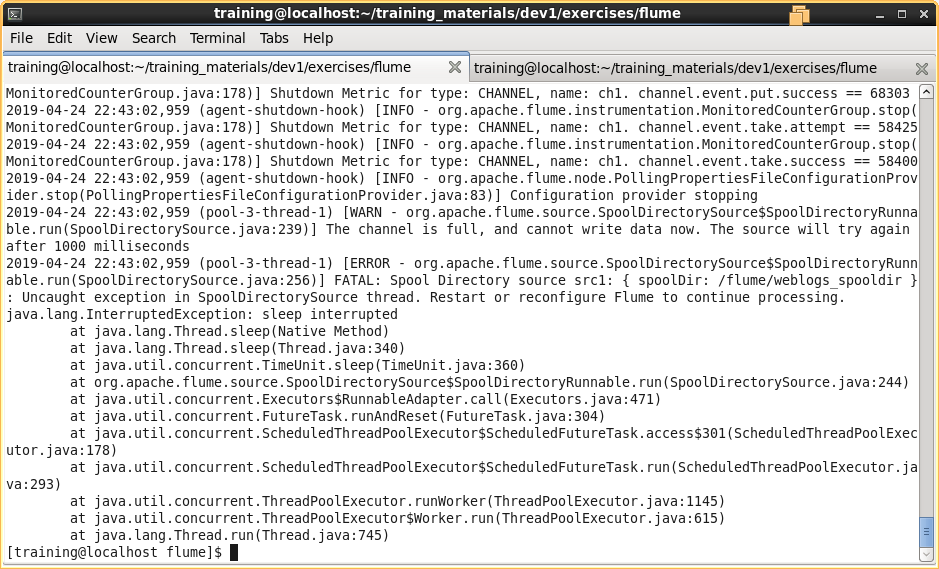 training@localhost:~/training_materials/dev1/exercises/flume
File Edit View Search Terminal Tabs Help
training@localhost:~/training_materials/dev1/exercises/flume
training@localhost:~/training_materials/dev1/exercises/flume
MonitoredCounterGroup.java:178)] Shutdown Metric for type: CHANNEL, name: ch1. channel.event.put.success == 68303
2019-04-24 22:43:02,959 (agent-shutdown-hook) [INFO - org.apache.flume.instrumentation.MonitoredCounterGroup.stop(
MonitoredCounterGroup.java:178)] Shutdown Metric for type: CHANNEL, name: ch1. channel.event.take.attempt == 58425
2019-04-24 22:43:02,959 (agent-shutdown-hook) [INFO - org.apache.flume.instrumentation.MonitoredCounterGroup.stop(
MonitoredCounterGroup.java:178)] Shutdown Metric for type: CHANNEL, name: ch1. channel.event.take.success == 58400
2019-04-24 22:43:02,959 (agent-shutdown-hook) [INFO - org.apache.flume.node.PollingPropertiesFileConfigurationProv
ider.stop(PollingPropertiesFileConfigurationProvider.java:83)] Configuration provider stopping
2019-04-24 22:43:02,959 (pool-3-thread-1) [WARN - org.apache.flume.source.SpoolDirectorySource$SpoolDirectoryRunna
ble.run(SpoolDirectorySource.java:239)] The channel is full, and cannot write data now. The source will try again
after 1000 milliseconds
2019-04-24 22:43:02,959 (pool-3-thread-1) [ERROR - org.apache.flume.source.SpoolDirectorySource$SpoolDirectoryRunn
able.run(SpoolDirectorySource.java:256)] FATAL: Spool Directory source src1: { spoolDir: /flume/weblogs_spooldir }
: Uncaught exception in SpoolDirectorySource thread. Restart or reconfigure Flume to continue processing.
java.lang.InterruptedException: sleep interrupted
at java.lang.Thread.sleep(Native Method)
at java.lang.Thread.sleep(Thread.java:340)
at java.util.concurrent.TimeUnit.sleep(TimeUnit.java:360)
at org.apache.flume.source.SpoolDirectorySource$SpoolDirectoryRunnable.run(SpoolDirectorySource.java:244)
at java.util.concurrent.Executors$RunnableAdapter.call(Executors.java:471)
at java.util.concurrent.FutureTask.runAndReset(FutureTask.java:304)
at java.util.concurrent.ScheduledThreadPoolExecutor$ScheduledFutureTask.access$301(ScheduledThreadPoolExec
utor.java:178)
at java.util.concurrent.ScheduledThreadPoolExecutor$ScheduledFutureTask.run(ScheduledThreadPoolExecutor.ja
va:293)
at java.util.concurrent.ThreadPoolExecutor.runWorker(ThreadPoolExecutor.java:1145)
at java.util.concurrent.ThreadPoolExecutor$Worker.run(ThreadPoolExecutor.java:615)
at java.lang.Thread.run(Thread.java:745)
[training@localhost flume]$